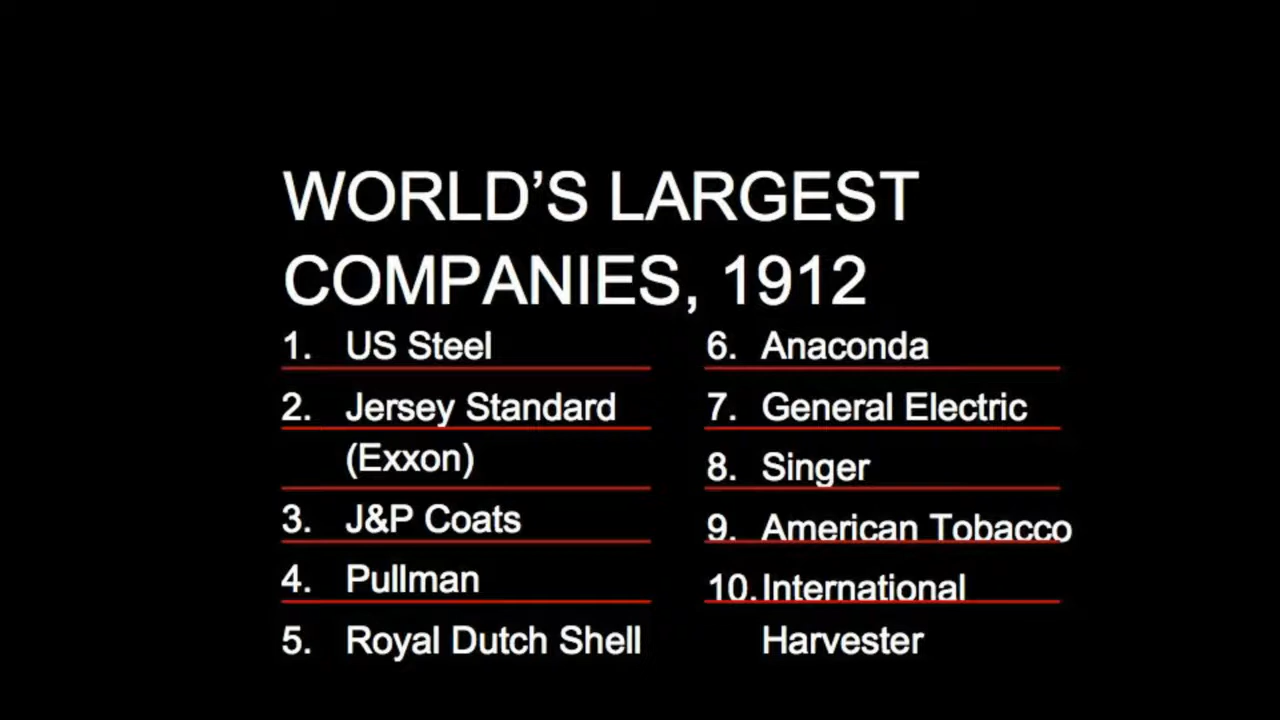 WORLD’S LARGEST
COMPANIES, 1912
1. US Steel
2. Jersey Standard
(Exxon)
3. J&P Coats
4. Pullman
5. Royal Dutch Shell
6. Anaconda
7. General Electric
8. Singer
9. American Tobacco
10. International
Harvester